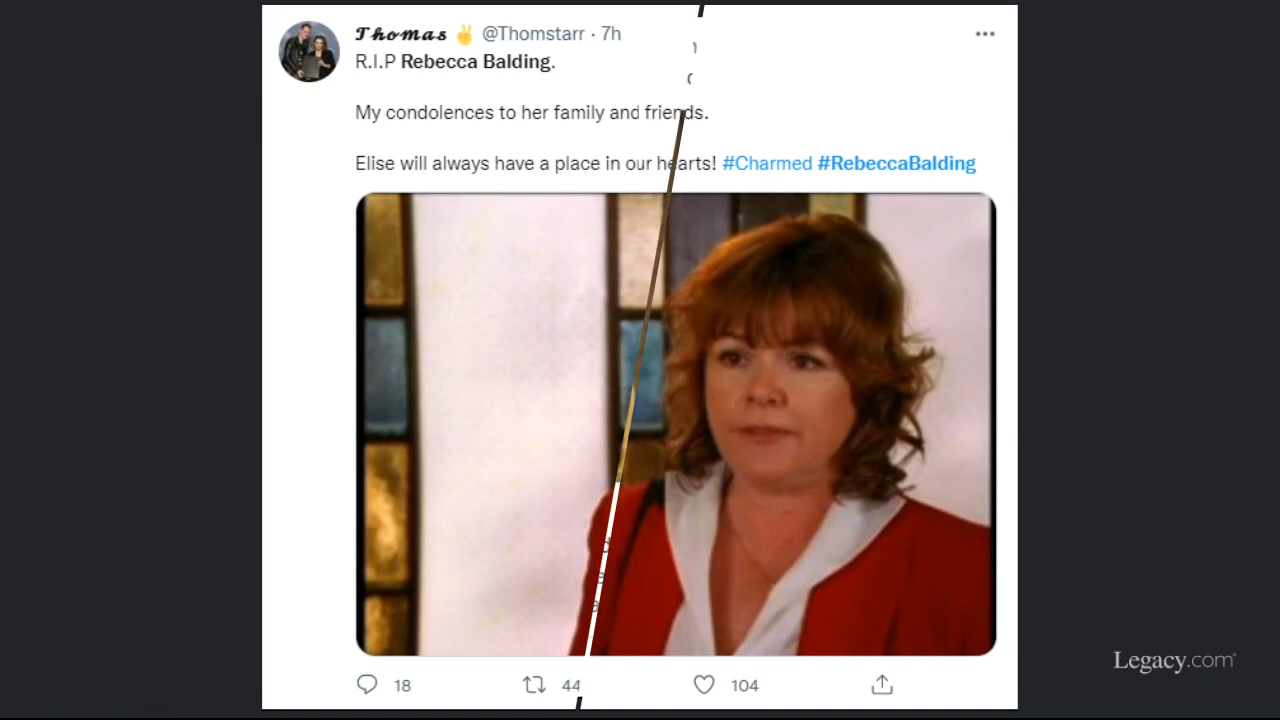 Thomas ✌ @Thomstarr · 7h
R.I.P Rebecca Balding.
My condolences to her family and friends.
Elise will always have a place in our hearts! #Charmed #RebeccaBalding
18 44 104
Legacy.com